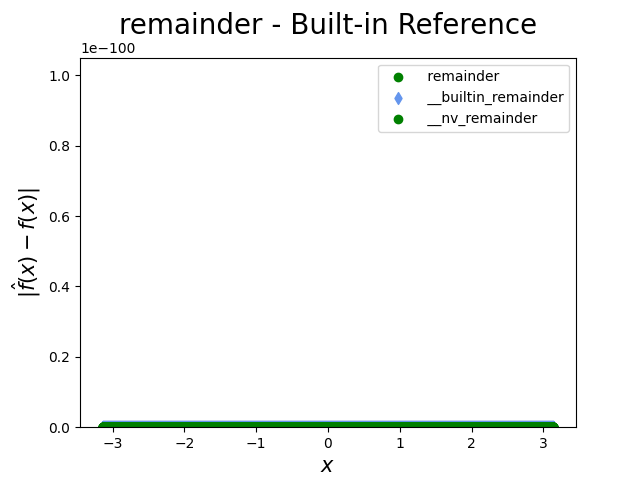 remainder - Built-in Reference
1e−100
1.0
0.8
0.6
0.4
0.2
0.0
|f̂(x) − f(x)|
remainder
__builtin_remainder
__nv_remainder
−3
−2
−1
0
1
2
3
x